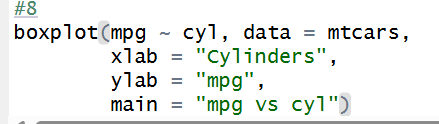 #8
boxplot(mpg ~ cyl, data = mtcars,
xlab = "Cylinders",
ylab = "mpg",
main = "mpg vs cyl")